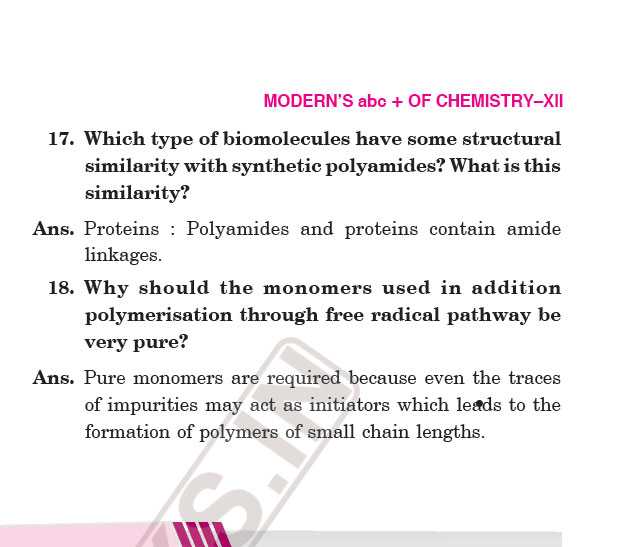 MODERN'S abc + OF CHEMISTRY–XII
17. Which type of biomolecules have some structural
similarity with synthetic polyamides? What is this
similarity?
Ans. Proteins : Polyamides and proteins contain amide
linkages.
18. Why should the monomers used in addition
polymerisation through free radical pathway be
very pure?
Ans. Pure monomers are required because even the traces
of impurities may act as initiators which leads to the
formation of polymers of small chain lengths.
S.IN